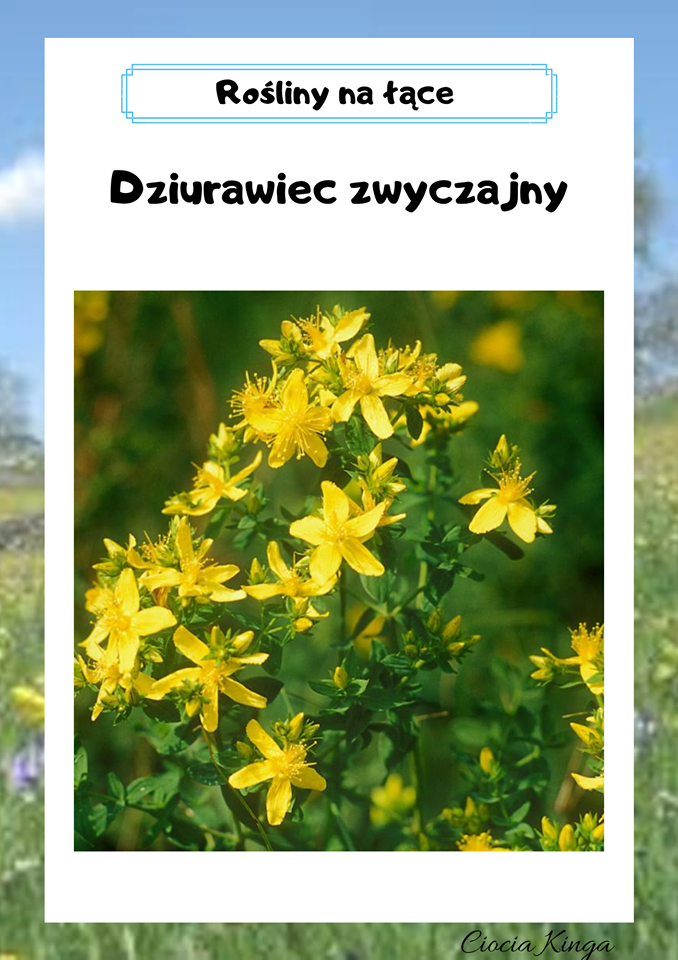 Rośliny na łące
Dziurawiec zwyczajny
Ciocia Kinga